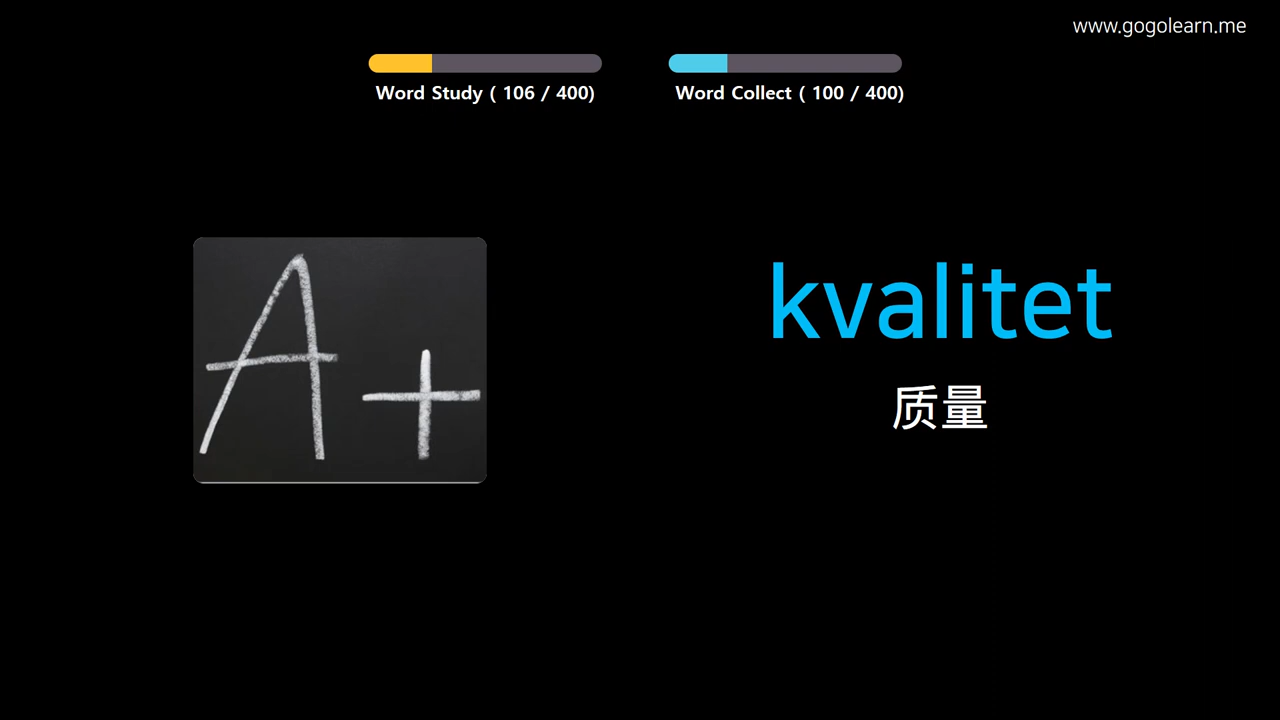 www.gogolearn.me
Word Study ( 106 / 400)
Word Collect ( 100 / 400)
A+
kvalitet
质量